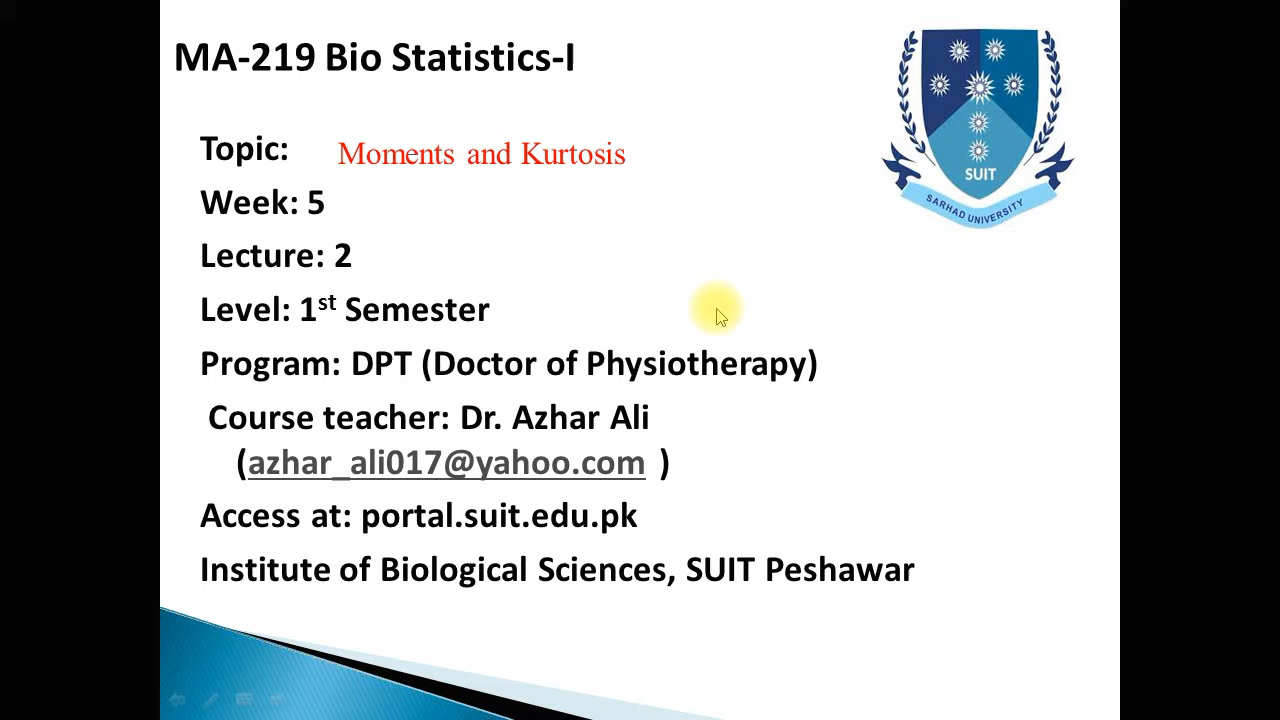 MA-219 Bio Statistics-I
Topic: Moments and Kurtosis
Week: 5
Lecture: 2
Level: 1st Semester
Program: DPT (Doctor of Physiotherapy)
Course teacher: Dr. Azhar Ali
(azhar_ali017@yahoo.com )
Access at: portal.suit.edu.pk
Institute of Biological Sciences, SUIT Peshawar
SUIT
SARHAD UNIVERSITY